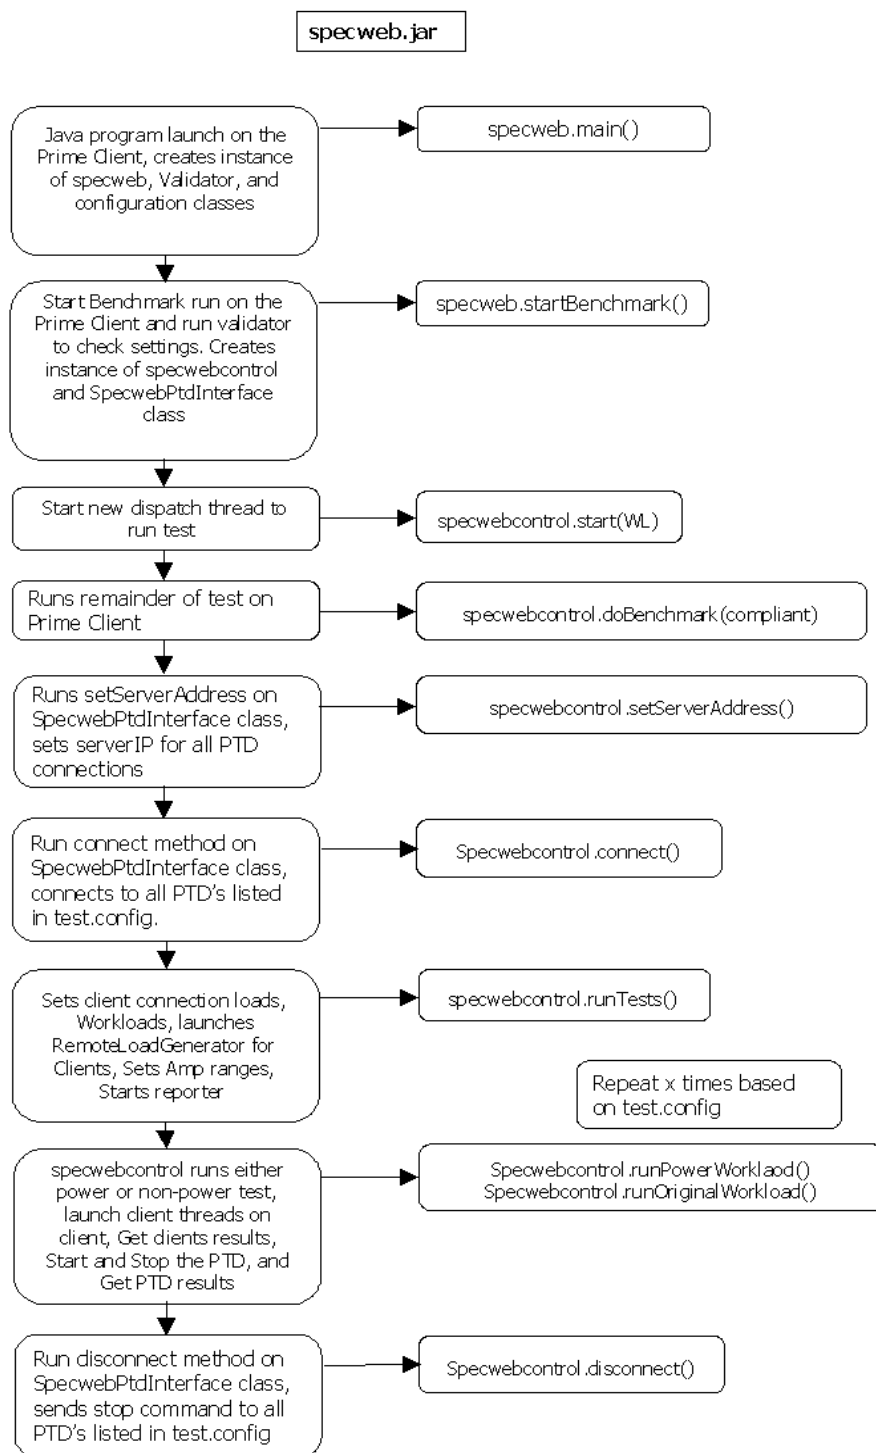 specweb.jar
Java program launch on the
Prime Client, creates instance
of specweb, Validator, and
configuration classes
specweb.main()
Start Benchmark run on the
Prime Client and run validator
to check settings. Creates
instance of specwebcontrol
and SpecwebPtdInterface
class
specweb.startBenchmark()
Start new dispatch thread to
run test
specwebcontrol.start(WL)
Runs remainder of test on
Prime Client
specwebcontrol.doBenchmark(compliant)
Runs setServerAddress on
SpecwebPtdInterface class,
sets serverIP for all PTD
connections
specwebcontrol.setServerAddress()
Run connect method on
SpecwebPtdInterface class,
connects to all PTD's listed
in test.config.
Specwebcontrol.connect()
Sets client connection loads,
Workloads, launches
RemoteLoadGenerator for
Clients, Sets Amp ranges,
Starts reporter
specwebcontrol.runTests()
Repeat x times based
on test.config
specwebcontrol runs either
power or non-power test,
launch client threads on
client, Get clients results,
Start and Stop the PTD, and
Get PTD results
Specwebcontrol.runPowerWorklaod()
Specwebcontrol.runOriginalWorkload()
Run disconnect method on
SpecwebPtdInterface class,
sends stop command to all
PTD's listed in test.config
Specwebcontrol.disconnect()